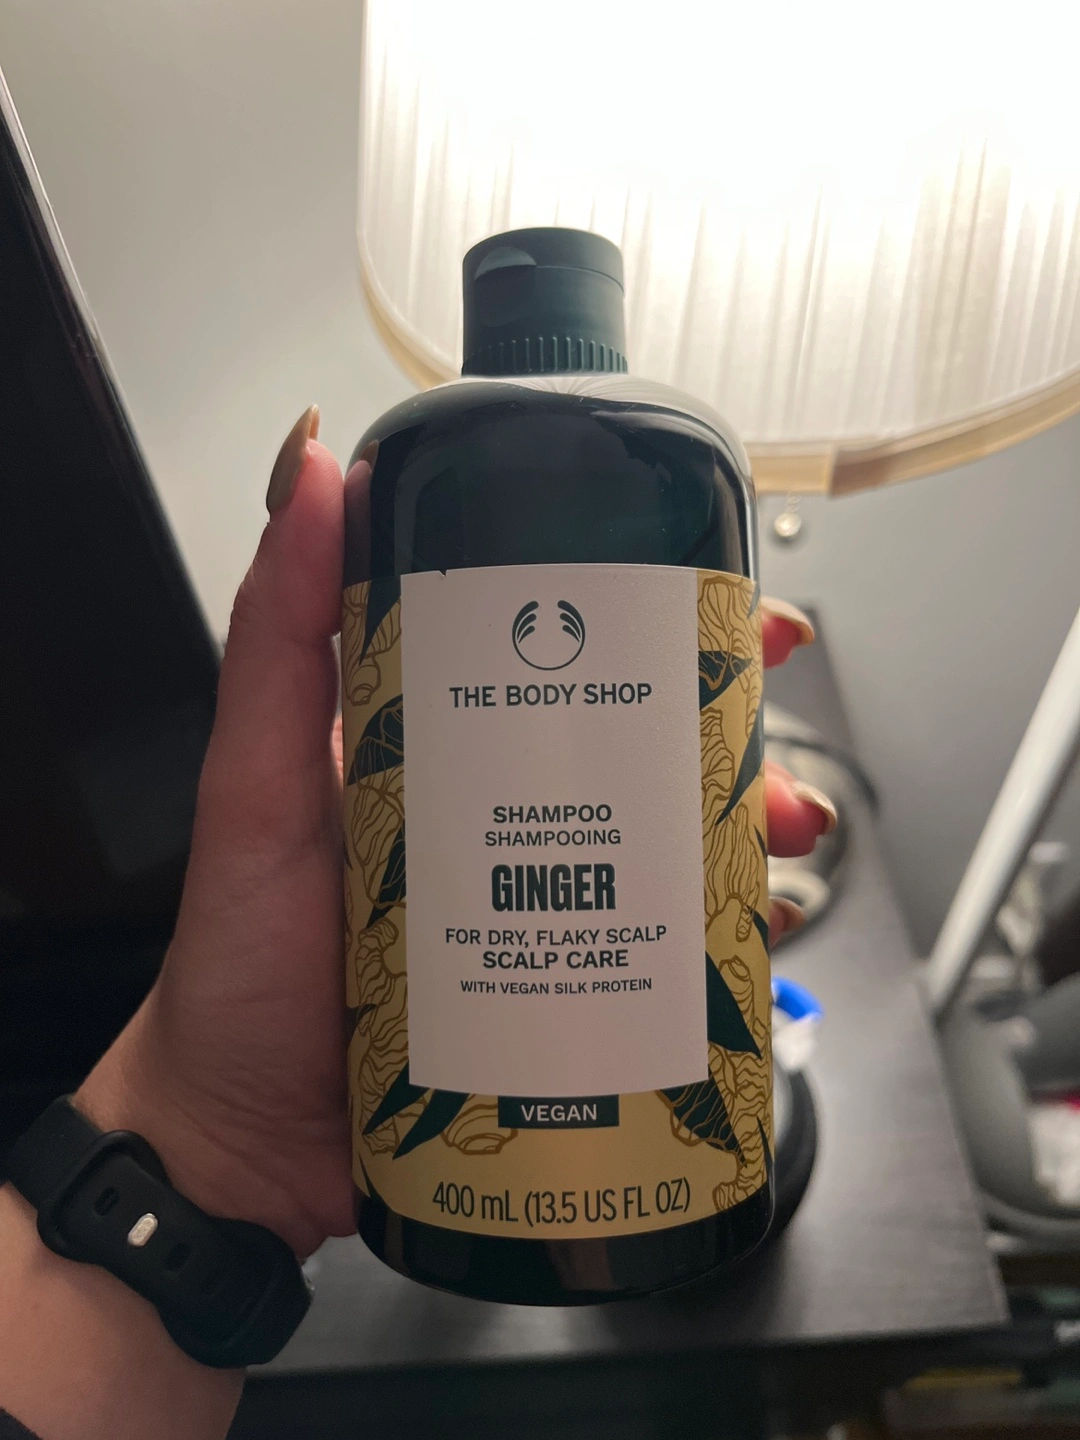 THE BODY SHOP
SHAMPOO
SHAMPOOING
GINGER
FOR DRY, FLAKY SCALP
SCALP CARE
WITH VEGAN SILK PROTEIN
VEGAN
400 mL (13.5 US FL OZ)